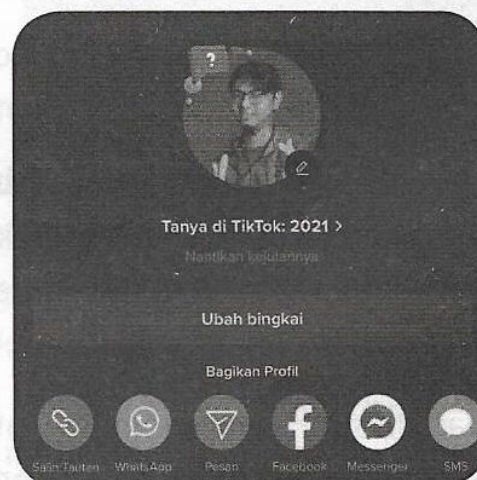 ?
Tanya di TikTok: 2021 >
Nantikan kejutannya
Ubah bingkai
Bagikan Profil
Salin Tautan WhatsApp Pesan Facebook Messenger SMS